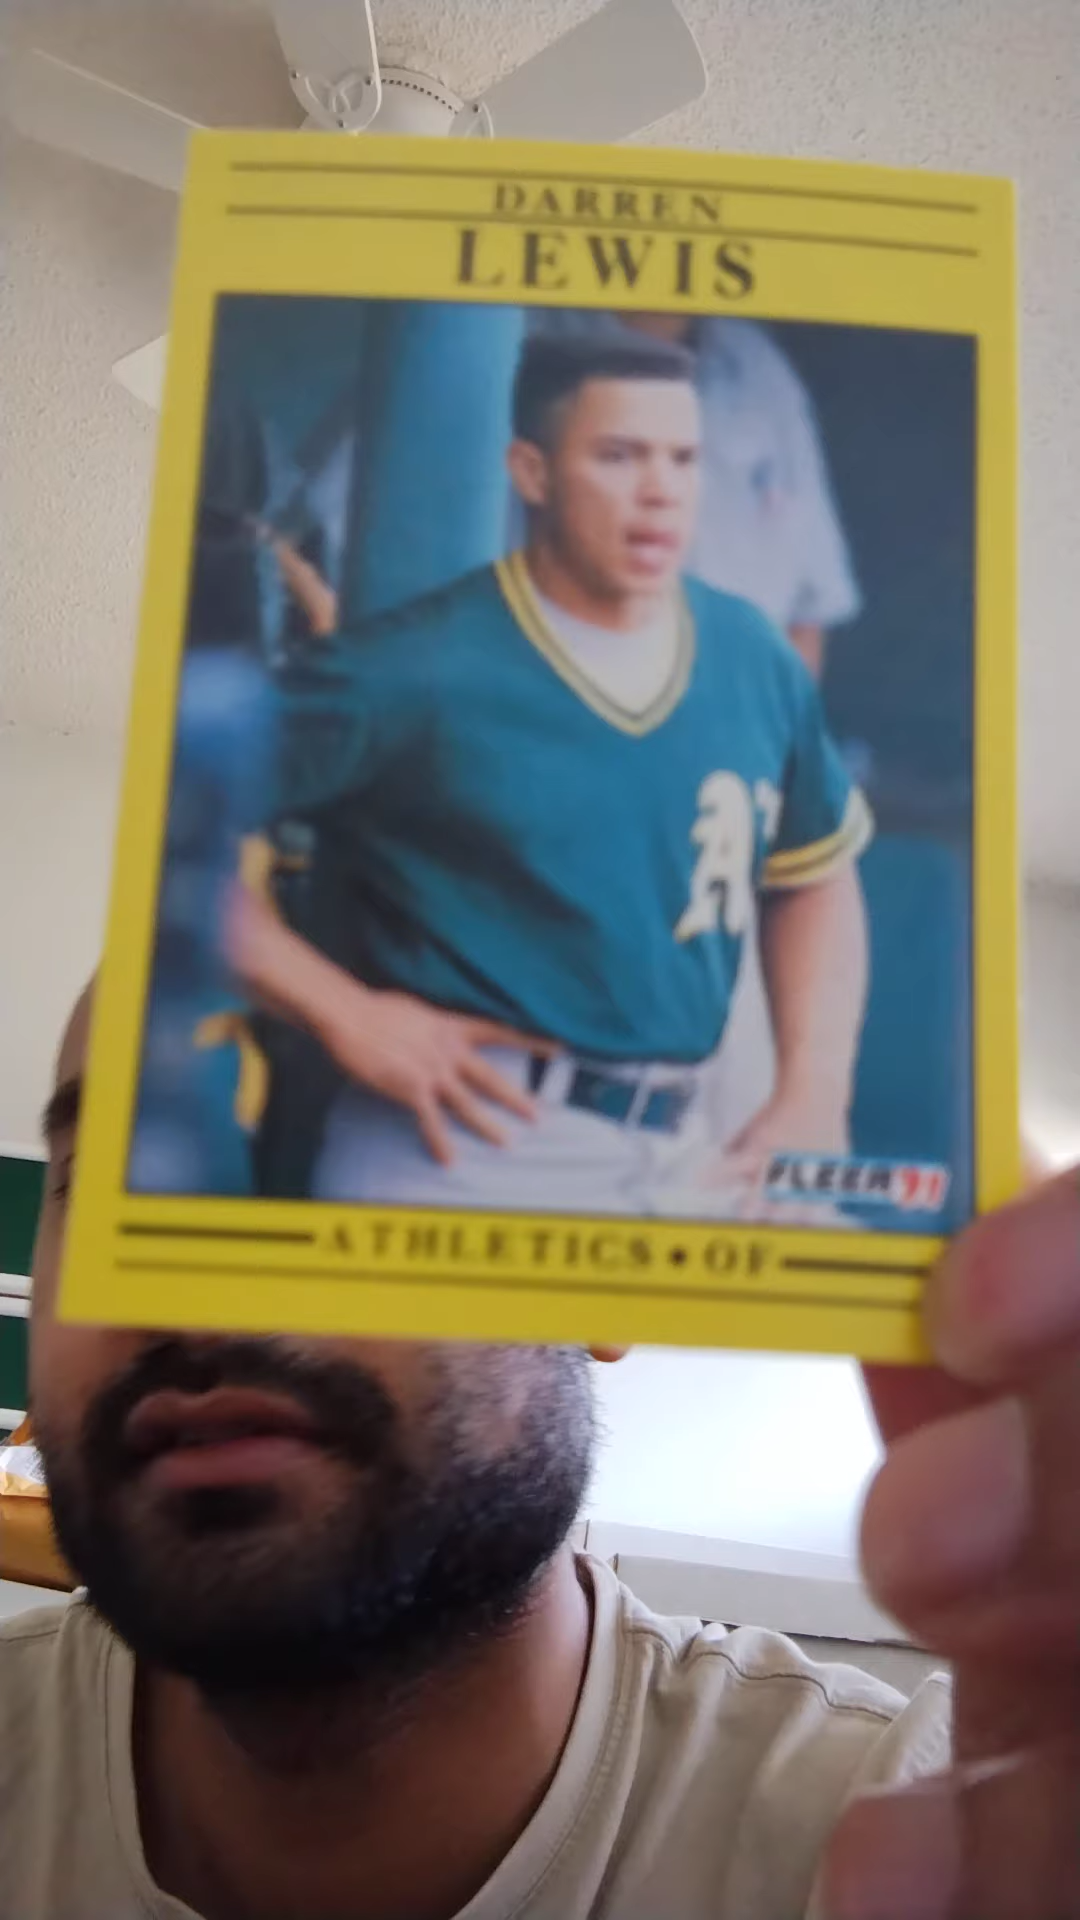 DARREN
LEWIS
A'
FLEER '91
ATHLETICS • OF